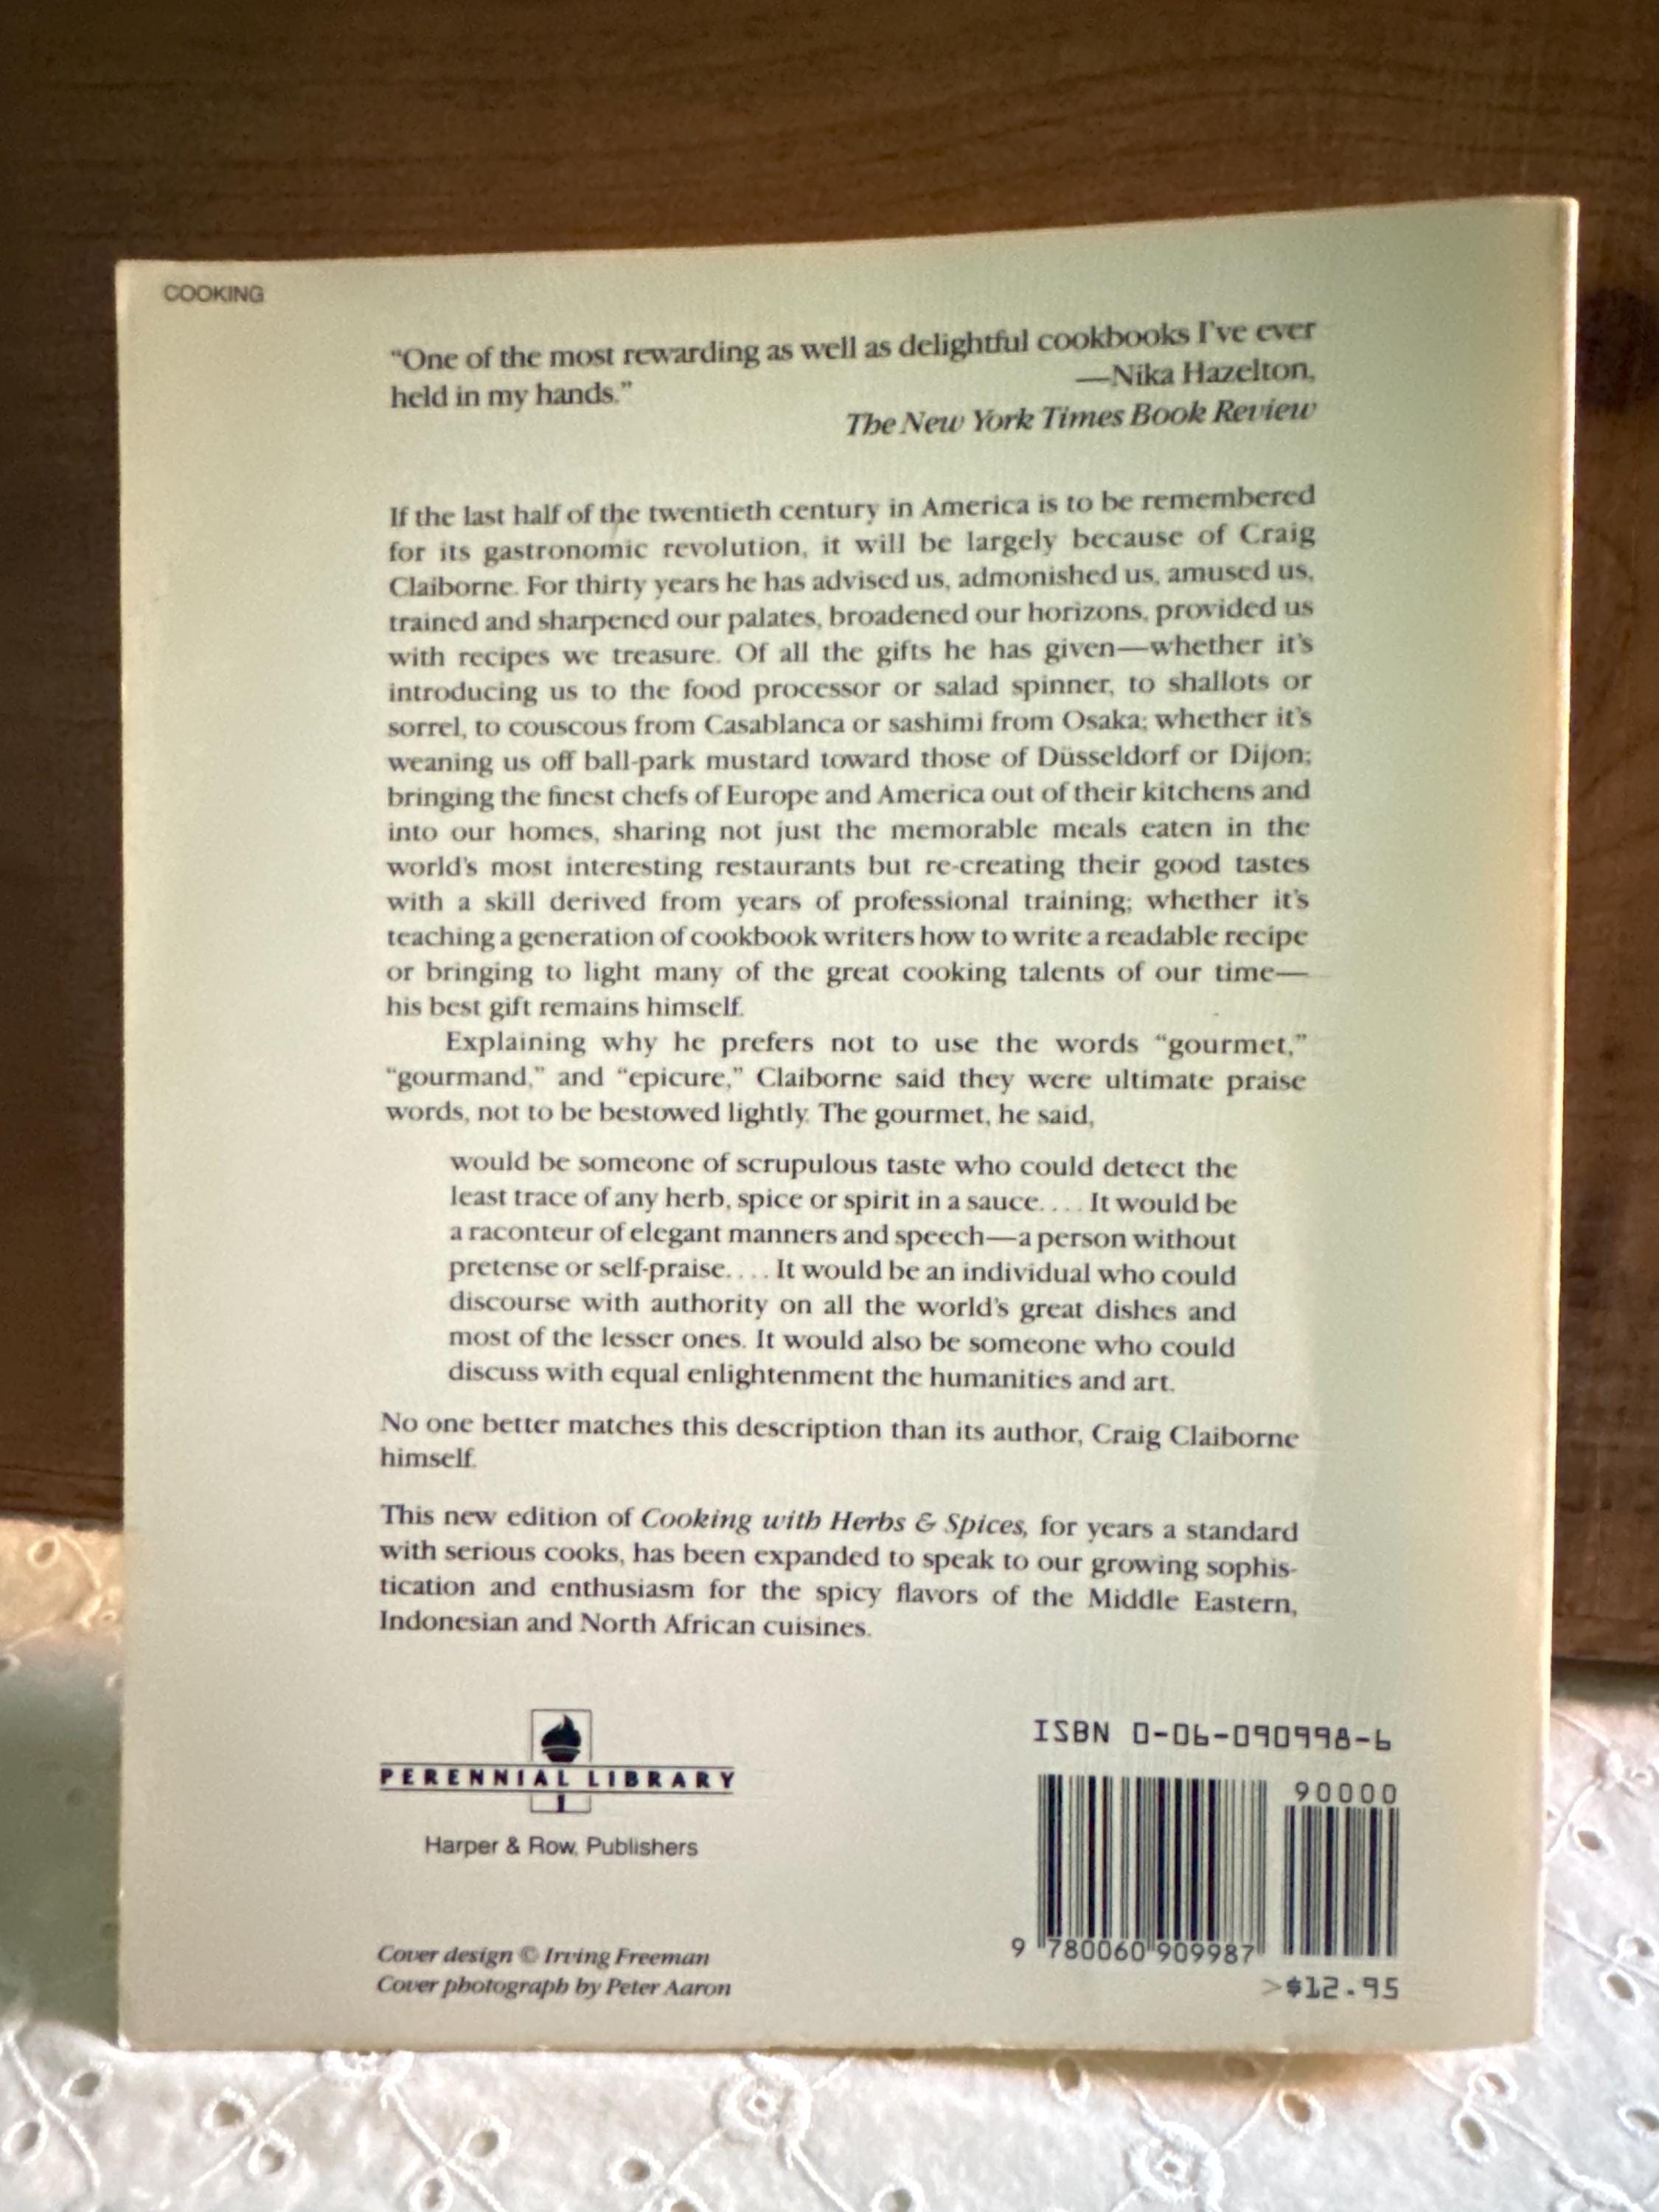 COOKING
“One of the most rewarding as well as delightful cookbooks I’ve ever
held in my hands.”
—Nika Hazelton,
The New York Times Book Review
If the last half of the twentieth century in America is to be remembered
for its gastronomic revolution, it will be largely because of Craig
Claiborne. For thirty years he has advised us, admonished us, amused us,
trained and sharpened our palates, broadened our horizons, provided us
with recipes we treasure. Of all the gifts he has given—whether it’s
introducing us to the food processor or salad spinner, to shallots or
sorrel, to couscous from Casablanca or sashimi from Osaka; whether it’s
weaning us off ball-park mustard toward those of Düsseldorf or Dijon;
bringing the finest chefs of Europe and America out of their kitchens and
into our homes, sharing not just the memorable meals eaten in the
world’s most interesting restaurants but re-creating their good tastes
with a skill derived from years of professional training; whether it’s
teaching a generation of cookbook writers how to write a readable recipe
or bringing to light many of the great cooking talents of our time—
his best gift remains himself.
Explaining why he prefers not to use the words “gourmet,”
“gourmand,” and “epicure,” Claiborne said they were ultimate praise
words, not to be bestowed lightly. The gourmet, he said,
would be someone of scrupulous taste who could detect the
least trace of any herb, spice or spirit in a sauce.... It would be
a raconteur of elegant manners and speech—a person without
pretense or self-praise.... It would be an individual who could
discourse with authority on all the world’s great dishes and
most of the lesser ones. It would also be someone who could
discuss with equal enlightenment the humanities and art.
No one better matches this description than its author, Craig Claiborne
himself.
This new edition of Cooking with Herbs & Spices, for years a standard
with serious cooks, has been expanded to speak to our growing sophis-
tication and enthusiasm for the spicy flavors of the Middle Eastern,
Indonesian and North African cuisines.
PERENNIAL LIBRARY
Harper & Row, Publishers
Cover design © Irving Freeman
Cover photograph by Peter Aaron
ISBN 0-06-090998-6
90000
9 780060 909987
>$12.95